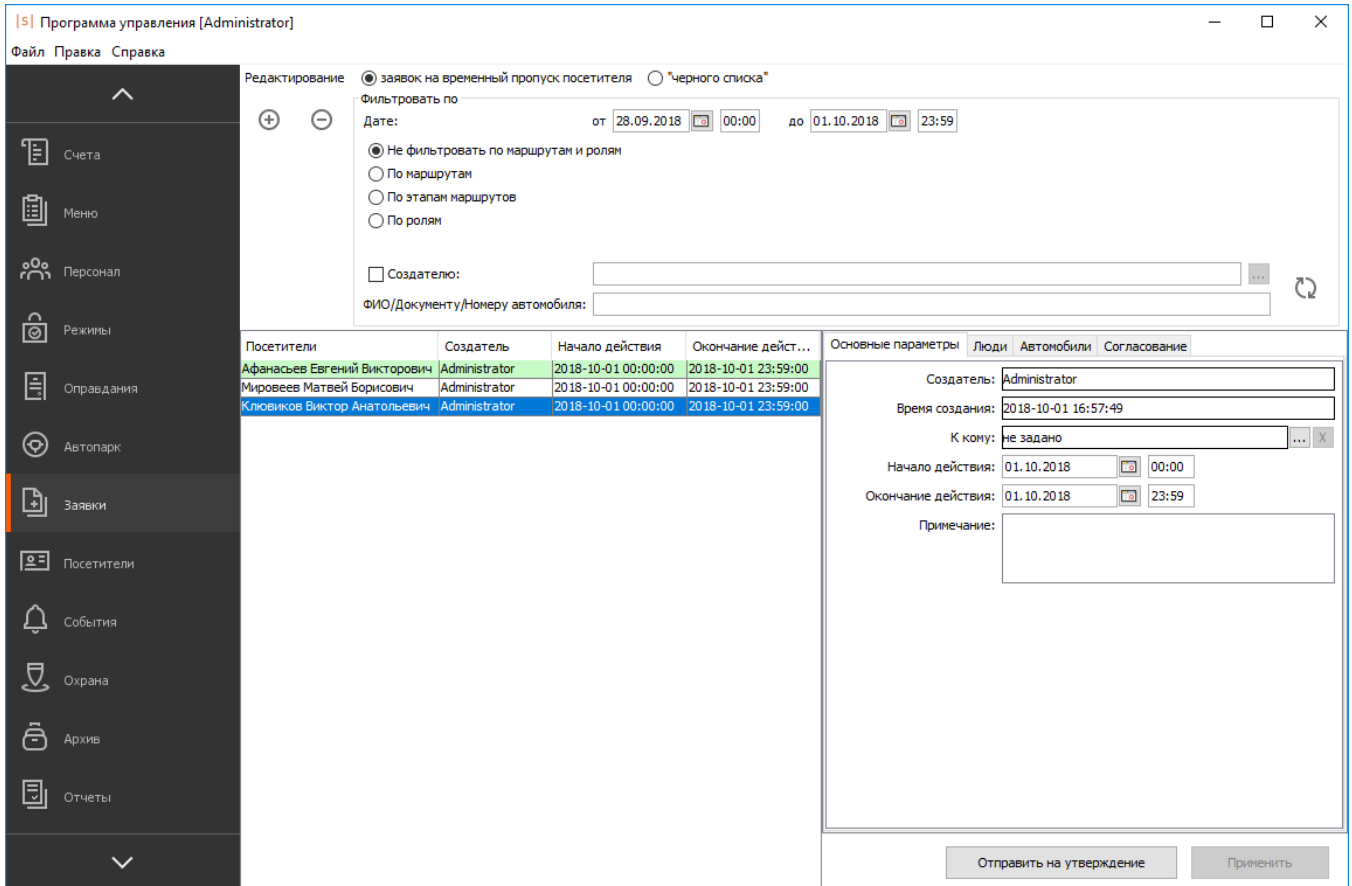 |S| Программа управления [Administrator]
Файл Правка Справка
Счета
Меню
Персонал
Режимы
Оправдания
Автопарк
Заявки
Посетители
События
Охрана
Архив
Отчеты
Редактирование заявок на временный пропуск посетителя "черного списка"
Фильтровать по
Дате: от 28.09.2018 00:00 до 01.10.2018 23:59
Не фильтровать по маршрутам и ролям
По маршрутам
По этапам маршрутов
По ролям
Создателю: ...
ФИО/Документу/Номеру автомобиля:
Посетители Создатель Начало действия Окончание дейст...
Афанасьев Евгений Викторович Administrator 2018-10-01 00:00:00 2018-10-01 23:59:00
Мировеев Матвей Борисович Administrator 2018-10-01 00:00:00 2018-10-01 23:59:00
Клювиков Виктор Анатольевич Administrator 2018-10-01 00:00:00 2018-10-01 23:59:00
Основные параметры Люди Автомобили Согласование
Создатель: Administrator
Время создания: 2018-10-01 16:57:49
К кому: не задано ... X
Начало действия: 01.10.2018 00:00
Окончание действия: 01.10.2018 23:59
Примечание:
Отправить на утверждение Применить